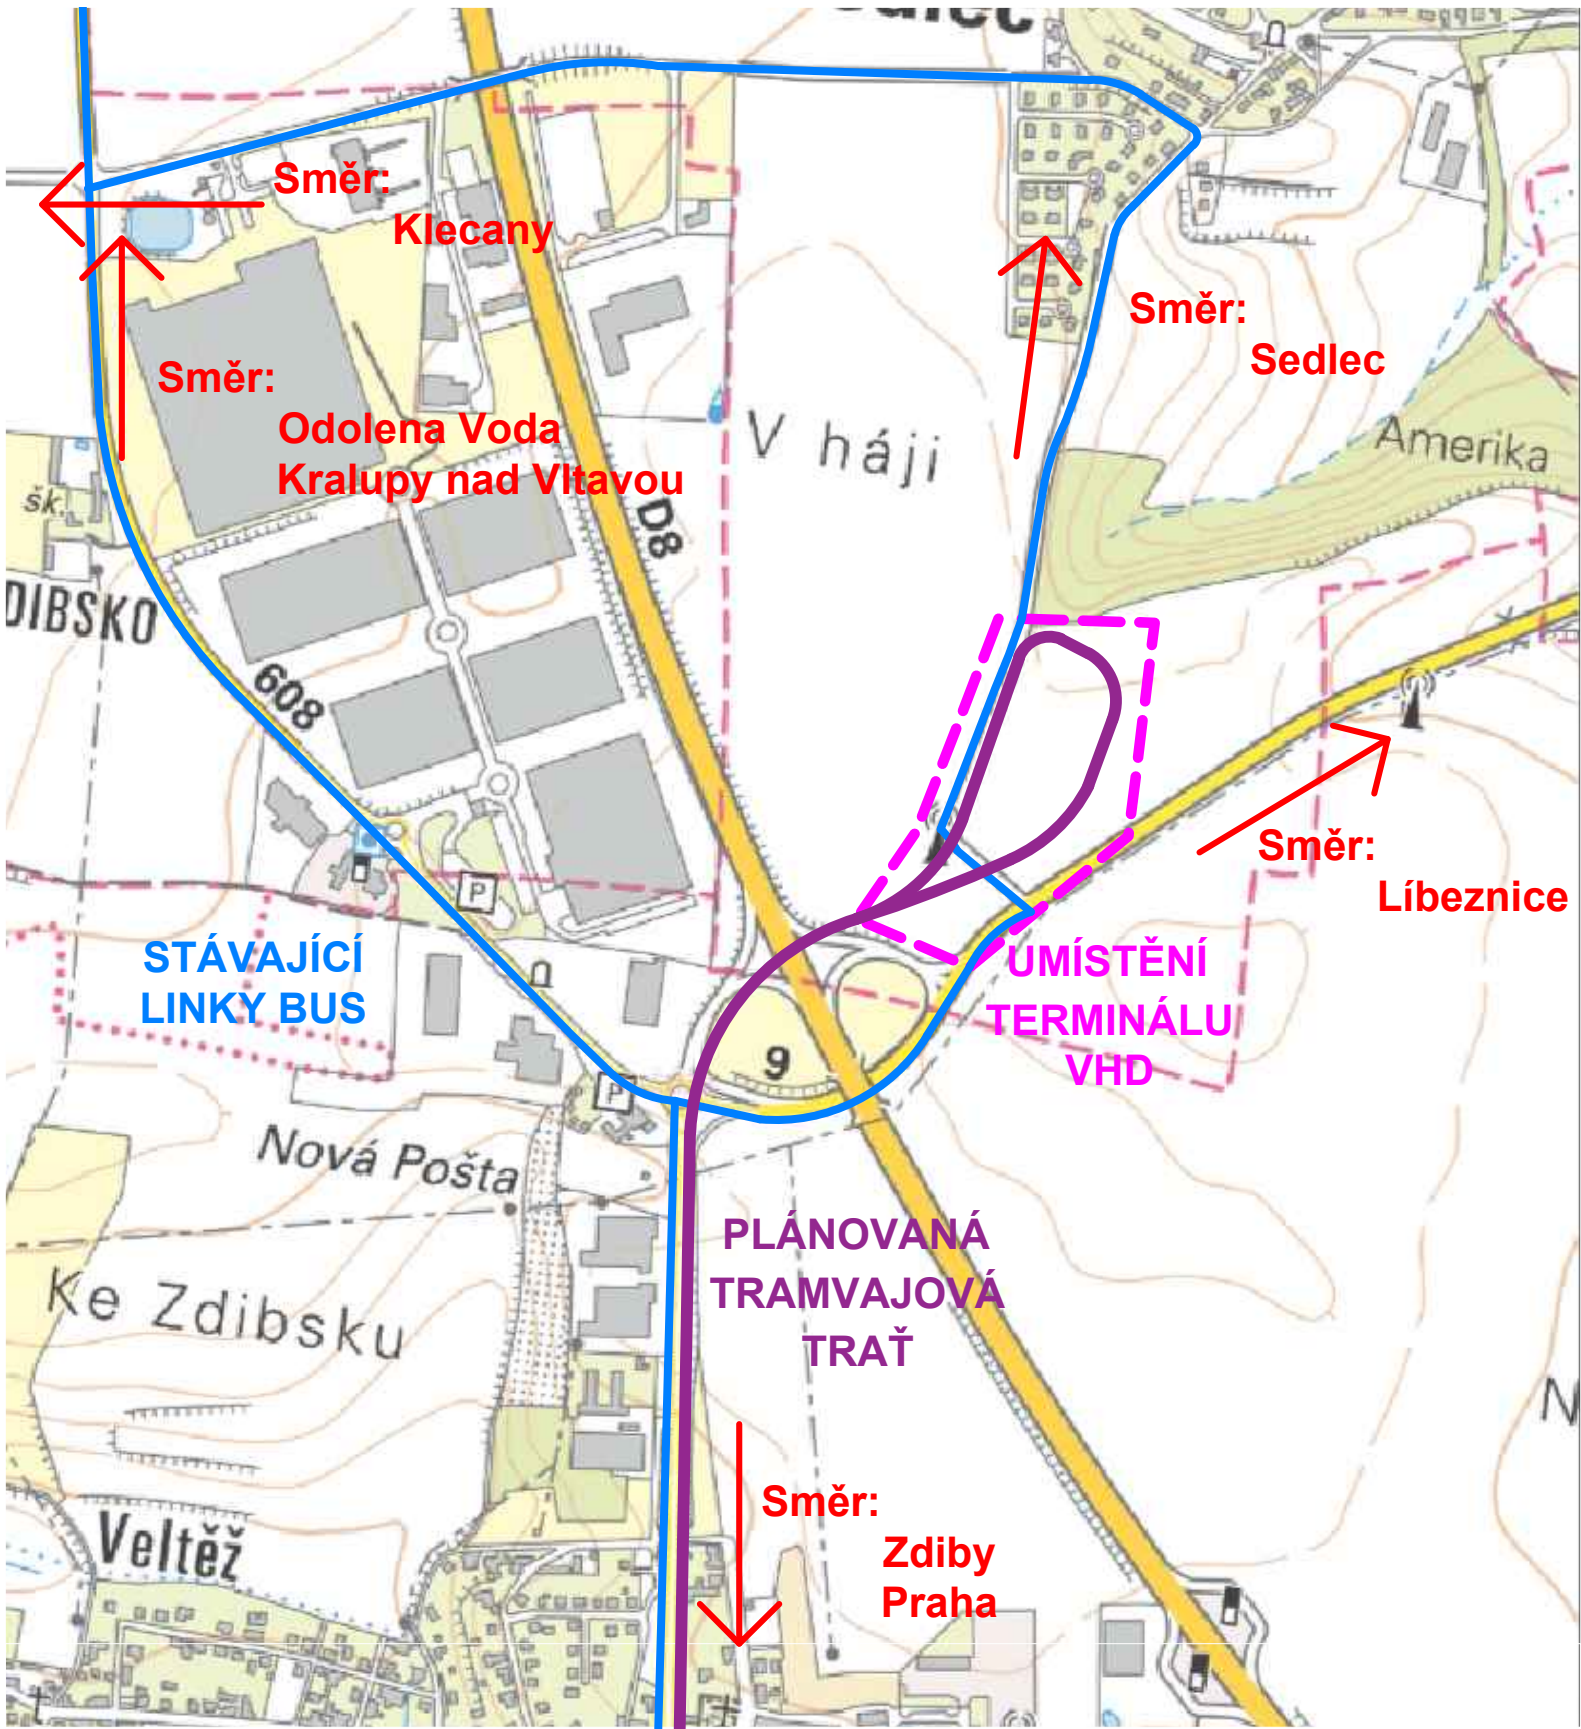 Směr:
Klecany
Směr:
Sedlec
Směr:
Odolena Voda
Kralupy nad Vltavou
V háji
Amerika
šk.
D8
DIBSKO
608
Směr:
Líbeznice
P
STÁVAJÍCÍ
LINKY BUS
UMÍSTĚNÍ
TERMINÁLU
VHD
9
P
Nová Pošta
PLÁNOVANÁ
TRAMVAJOVÁ
TRAŤ
Ke Zdibsku
N
Směr:
Zdiby
Praha
Veltěž